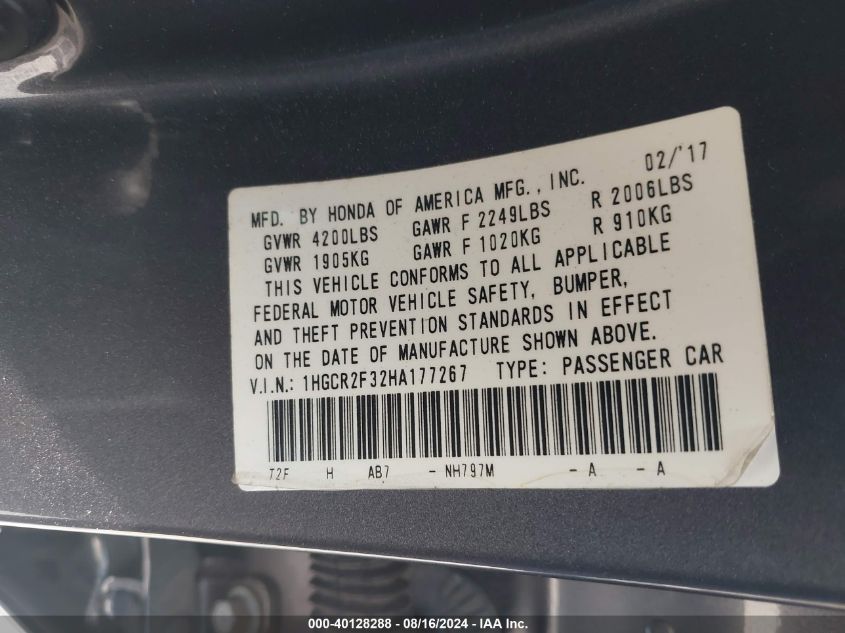 02/'17
MFD. BY HONDA OF AMERICA MFG., INC.
GVWR 4200LBS GAWR F 2249LBS R 2006LBS
GVWR 1905KG GAWR F 1020KG R 910KG
THIS VEHICLE CONFORMS TO ALL APPLICABLE
FEDERAL MOTOR VEHICLE SAFETY, BUMPER,
AND THEFT PREVENTION STANDARDS IN EFFECT
ON THE DATE OF MANUFACTURE SHOWN ABOVE.
V.I.N.: 1HGCR2F32HA177267 TYPE: PASSENGER CAR
T2F H AB7 - NH797M - A - A
000-40128288 - 08/16/2024 - IAA Inc.